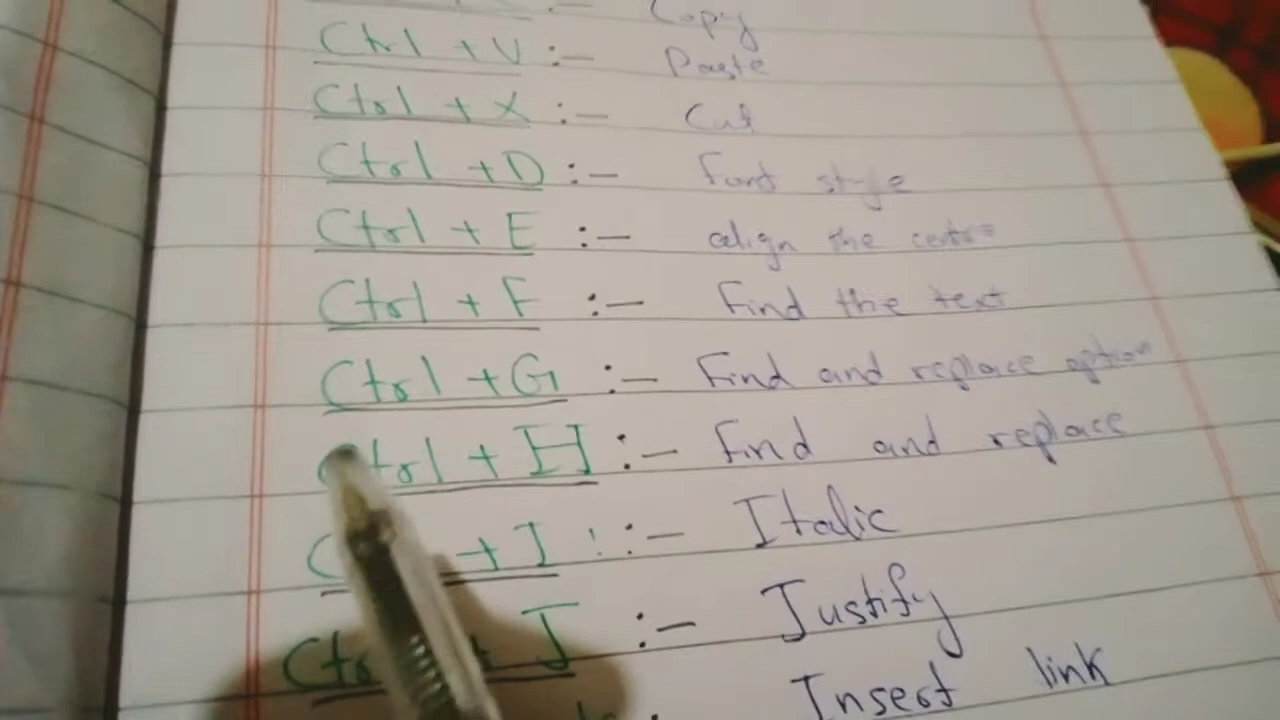 :- Copy
Ctrl + V :- Paste
Ctrl + X :- Cut
Ctrl + D :- Font style
Ctrl + E :- align the centre
Ctrl + F :- Find the text
Ctrl + G :- Find and replace option
Ctrl + H :- Find and replace
+ I :- Italic
Ctr + J :- Justify
Insert link